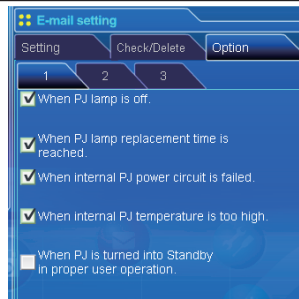 E-mail setting
Setting Check/Delete Option
1 2 3
When PJ lamp is off.
When PJ lamp replacement time is
reached.
When internal PJ power circuit is failed.
When internal PJ temperature is too high.
When PJ is turned into Standby
in proper user operation.